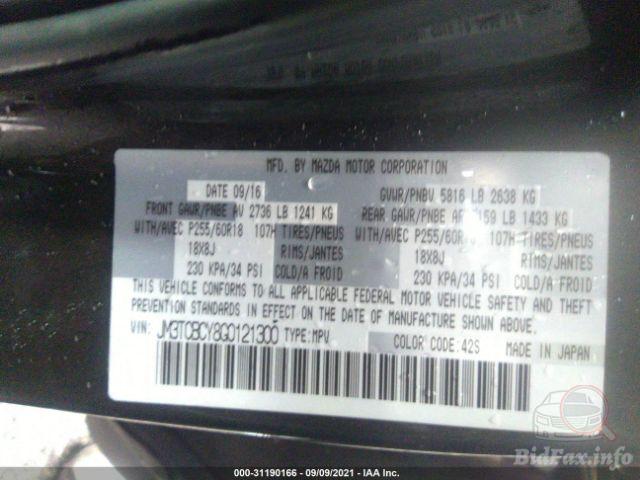 MFD. BY MAZDA MOTOR CORPORATION
DATE 09/16 GVWR/PNBV 5816 LB 2638 KG
FRONT GAWR/PNBE AV 2736 LB 1241 KG REAR GAWR/PNBE LB 1433 KG
WITH/AVEC P255/60R18 107H TIRES/PNEUS WITH/AVEC 107H TIRES/PNEUS
18X8J RIMS/JANTES 18X8J RIMS/JANTES
230 KPA/34 PSI COLD/A FROID 230 KPA/34 PSI COLD/A FROID
THIS VEHICLE CONFORMS TO ALL APPLICABLE FEDERAL MOTOR VEHICLE SAFETY AND THEFT
PREVENTION STANDARDS IN EFFECT ON THE DATE OF MANUFACTURE SHOWN ABOVE.
VIN: JM3TCBCY8G0121300 TYPE: MPV COLOR CODE: 42S MADE IN JAPAN
BidFax.info
000-31190166 - 09/09/2021 - IAA Inc.